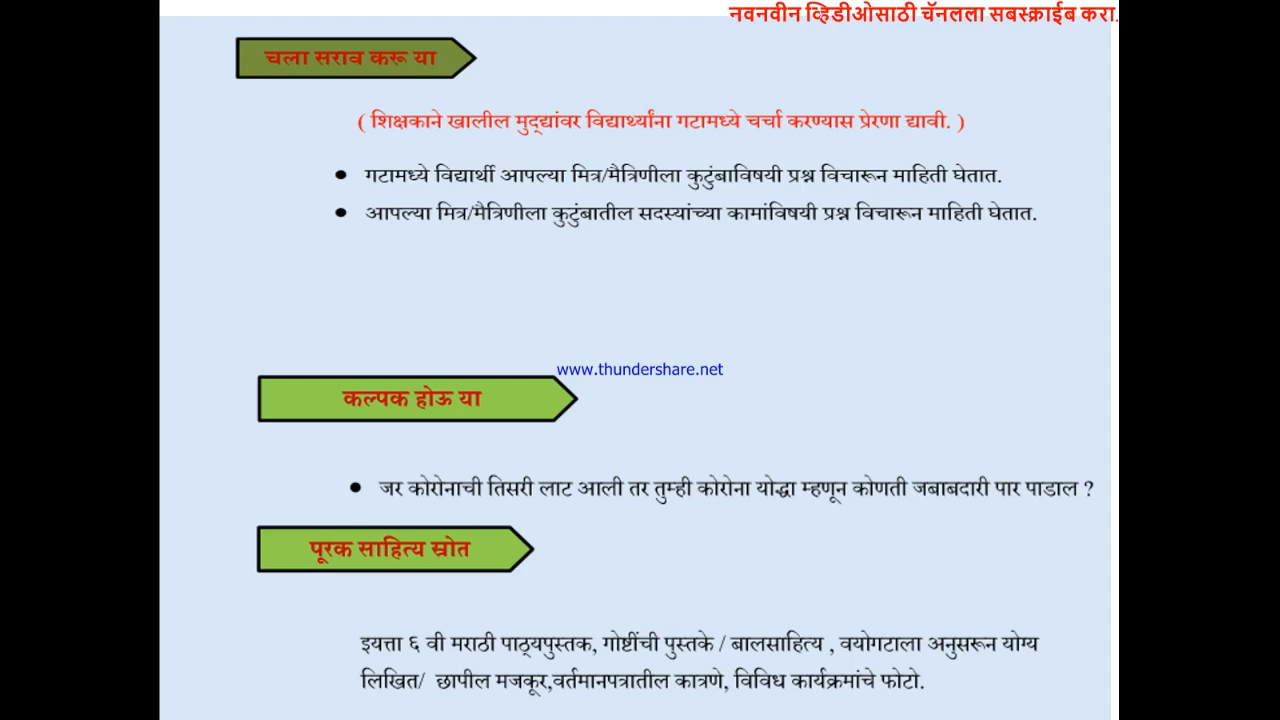 नवनवीन व्हिडीओसाठी चॅनलला सबस्क्राईब करा.
चला सराव करू या
( शिक्षकाने खालील मुद्द्यांवर विद्यार्थ्यांना गटामध्ये चर्चा करण्यास प्रेरणा द्यावी. )
● गटामध्ये विद्यार्थी आपल्या मित्र/मैत्रिणीला कुटुंबाविषयी प्रश्न विचारून माहिती घेतात.
● आपल्या मित्र/मैत्रिणीला कुटुंबातील सदस्यांच्या कामांविषयी प्रश्न विचारून माहिती घेतात.
www.thundershare.net
कल्पक होऊ या
● जर कोरोनाची तिसरी लाट आली तर तुम्ही कोरोना योद्धा म्हणून कोणती जबाबदारी पार पाडाल ?
पूरक साहित्य स्रोत
इयत्ता ६ वी मराठी पाठ्यपुस्तक, गोष्टींची पुस्तके / बालसाहित्य , वयोगटाला अनुसरून योग्य
लिखित/ छापील मजकूर,वर्तमानपत्रातील कात्रणे, विविध कार्यक्रमांचे फोटो.